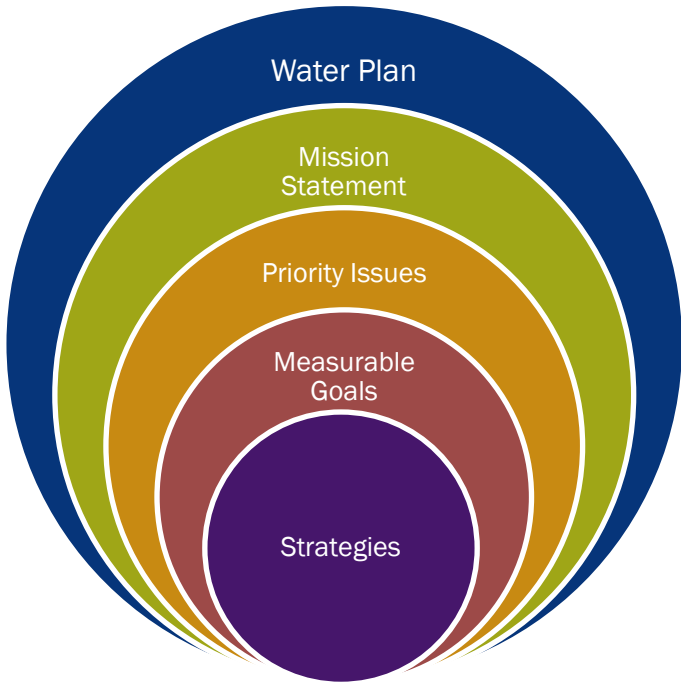 Water Plan
Mission
Statement
Priority Issues
Measurable
Goals
Strategies